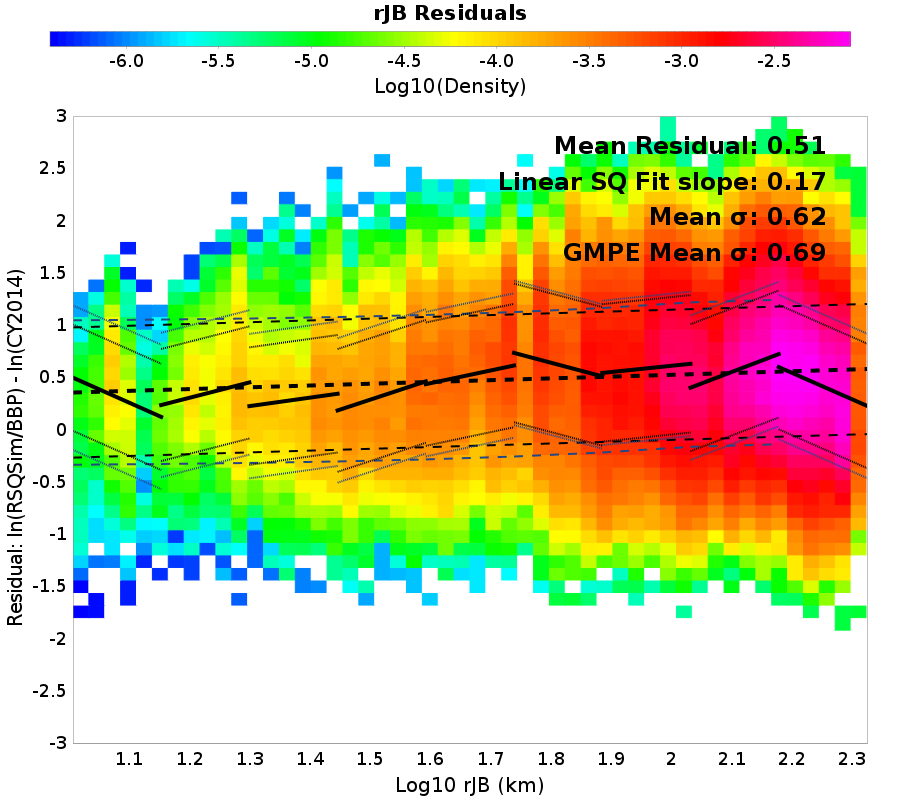 rJB Residuals
-6.0 -5.5 -5.0 -4.5 -4.0 -3.5 -3.0 -2.5
Log10(Density)
Mean Residual: 0.51
Linear SQ Fit slope: 0.17
Mean σ: 0.62
GMPE Mean σ: 0.69
Residual: ln(RSQSim/BBP) - ln(CY2014)
3
2.5
2
1.5
1
0.5
0
-0.5
-1
-1.5
-2
-2.5
-3
1.1 1.2 1.3 1.4 1.5 1.6 1.7 1.8 1.9 2 2.1 2.2 2.3
Log10 rJB (km)